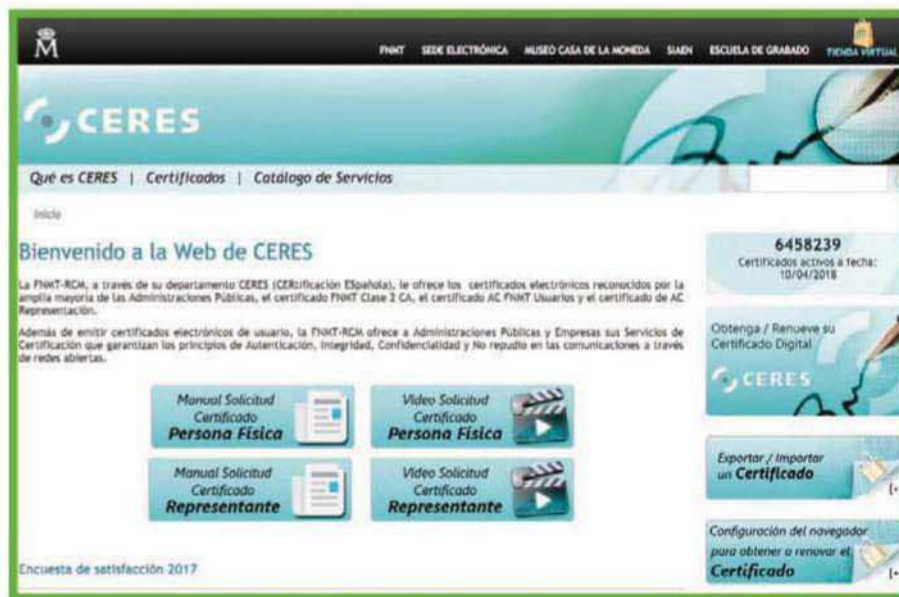 FNMT SEDE ELECTRÓNICA MUSEO CASA DE LA MONEDA SIAEN ESCUELA DE GRABADO TIENDA VIRTUAL
CERES
Qué es CERES | Certificados | Catálogo de Servicios
Inicio
Bienvenido a la Web de CERES
La FNMT-RCM, a través de su departamento CERES (CERtificación ESpañola), le ofrece los certificados electrónicos reconocidos por la
amplia mayoría de las Administraciones Públicas, el certificado FNMT Clase 2 CA, el certificado AC FNMT Usuarios y el certificado de AC
Representación.
Además de emitir certificados electrónicos de usuario, la FNMT-RCM ofrece a Administraciones Públicas y Empresas sus Servicios de
Certificación que garantizan los principios de Autenticación, Integridad, Confidencialidad y No repudio en las comunicaciones a través
de redes abiertas.
Manual Solicitud
Certificado
Persona Física
Video Solicitud
Certificado
Persona Física
Manual Solicitud
Certificado
Representante
Video Solicitud
Certificado
Representante
Encuesta de satisfacción 2017
6458239
Certificados activos a fecha:
10/04/2018
Obtenga / Renueve su
Certificado Digital
CERES
Exportar / Importar
un Certificado
[+
Configuración del navegador
para obtener o renovar el
Certificado
[+